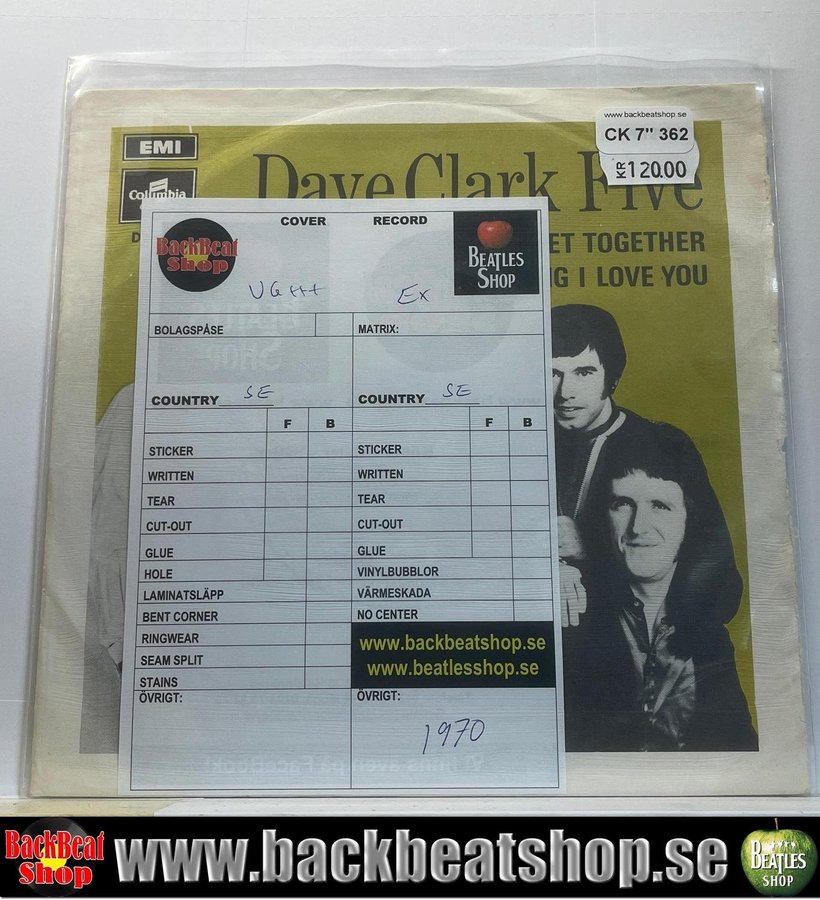 www.backbeatshop.se
CK 7" 362
KR 120.00
EMI
Columbia
Dave Clark Five
ET TOGETHER
G I LOVE YOU
COVER RECORD
BackBeat
Shop
BEATLES
SHOP
VG+++ Ex
BOLAGSPÅSE MATRIX:
COUNTRY SE COUNTRY SE
F B F B
STICKER STICKER
WRITTEN WRITTEN
TEAR TEAR
CUT-OUT CUT-OUT
GLUE GLUE
HOLE VINYLBUBBLOR
LAMINATSLÄPP VÄRMESKADA
BENT CORNER NO CENTER
RINGWEAR
SEAM SPLIT
STAINS
www.backbeatshop.se
www.beatlesshop.se
ÖVRIGT: ÖVRIGT:
1970
BackBeat
Shop
www.backbeatshop.se
BEATLES
SHOP